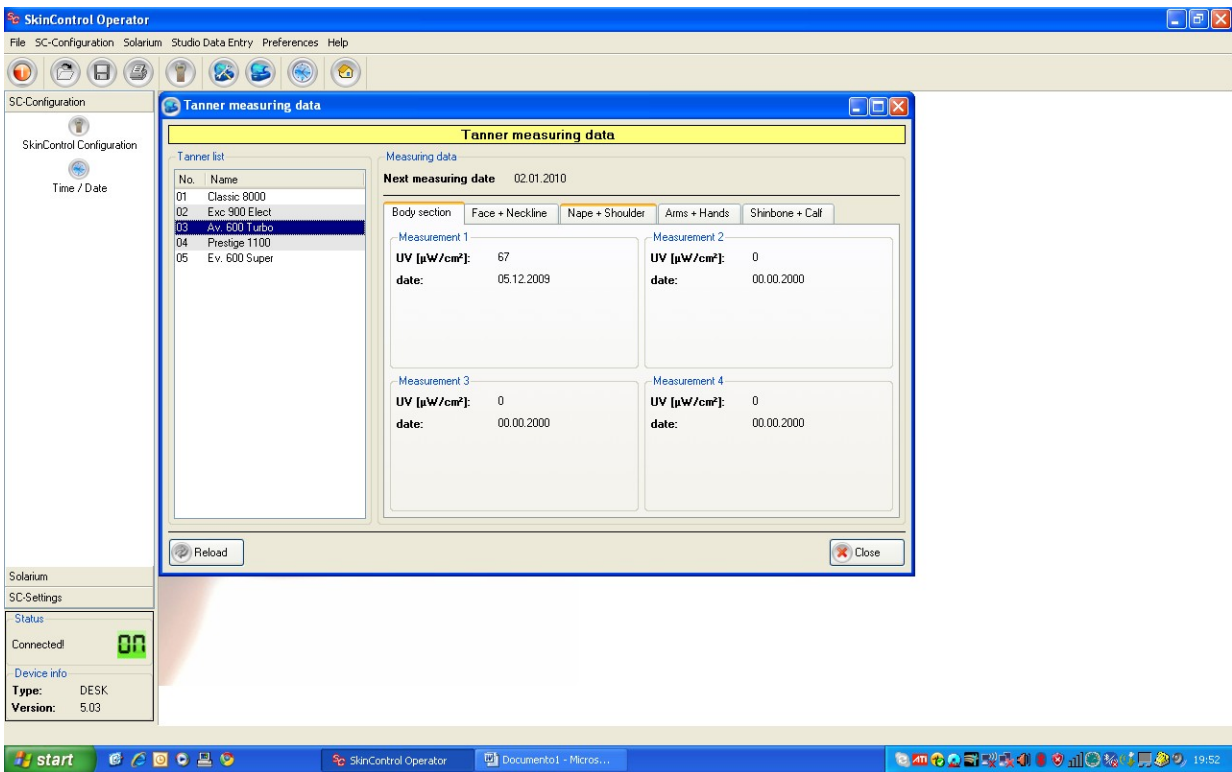 SC SkinControl Operator
File SC-Configuration Solarium Studio Data Entry Preferences Help
SC-Configuration
SkinControl Configuration
Time / Date
Tanner measuring data
Tanner measuring data
Tanner list
No. Name
01 Classic 8000
02 Exc 900 Elect
03 Av. 600 Turbo
04 Prestige 1100
05 Ev. 600 Super
Measuring data
Next measuring date 02.01.2010
Body section Face + Neckline Nape + Shoulder Arms + Hands Shinbone + Calf
Measurement 1
UV [µW/cm²]: 67
date: 05.12.2009
Measurement 2
UV [µW/cm²]: 0
date: 00.00.2000
Measurement 3
UV [µW/cm²]: 0
date: 00.00.2000
Measurement 4
UV [µW/cm²]: 0
date: 00.00.2000
Reload
Close
Solarium
SC-Settings
Status
Connected! ON
Device info
Type: DESK
Version: 5.03
start SC SkinControl Operator Documento1 - Micros... ATI 19:52